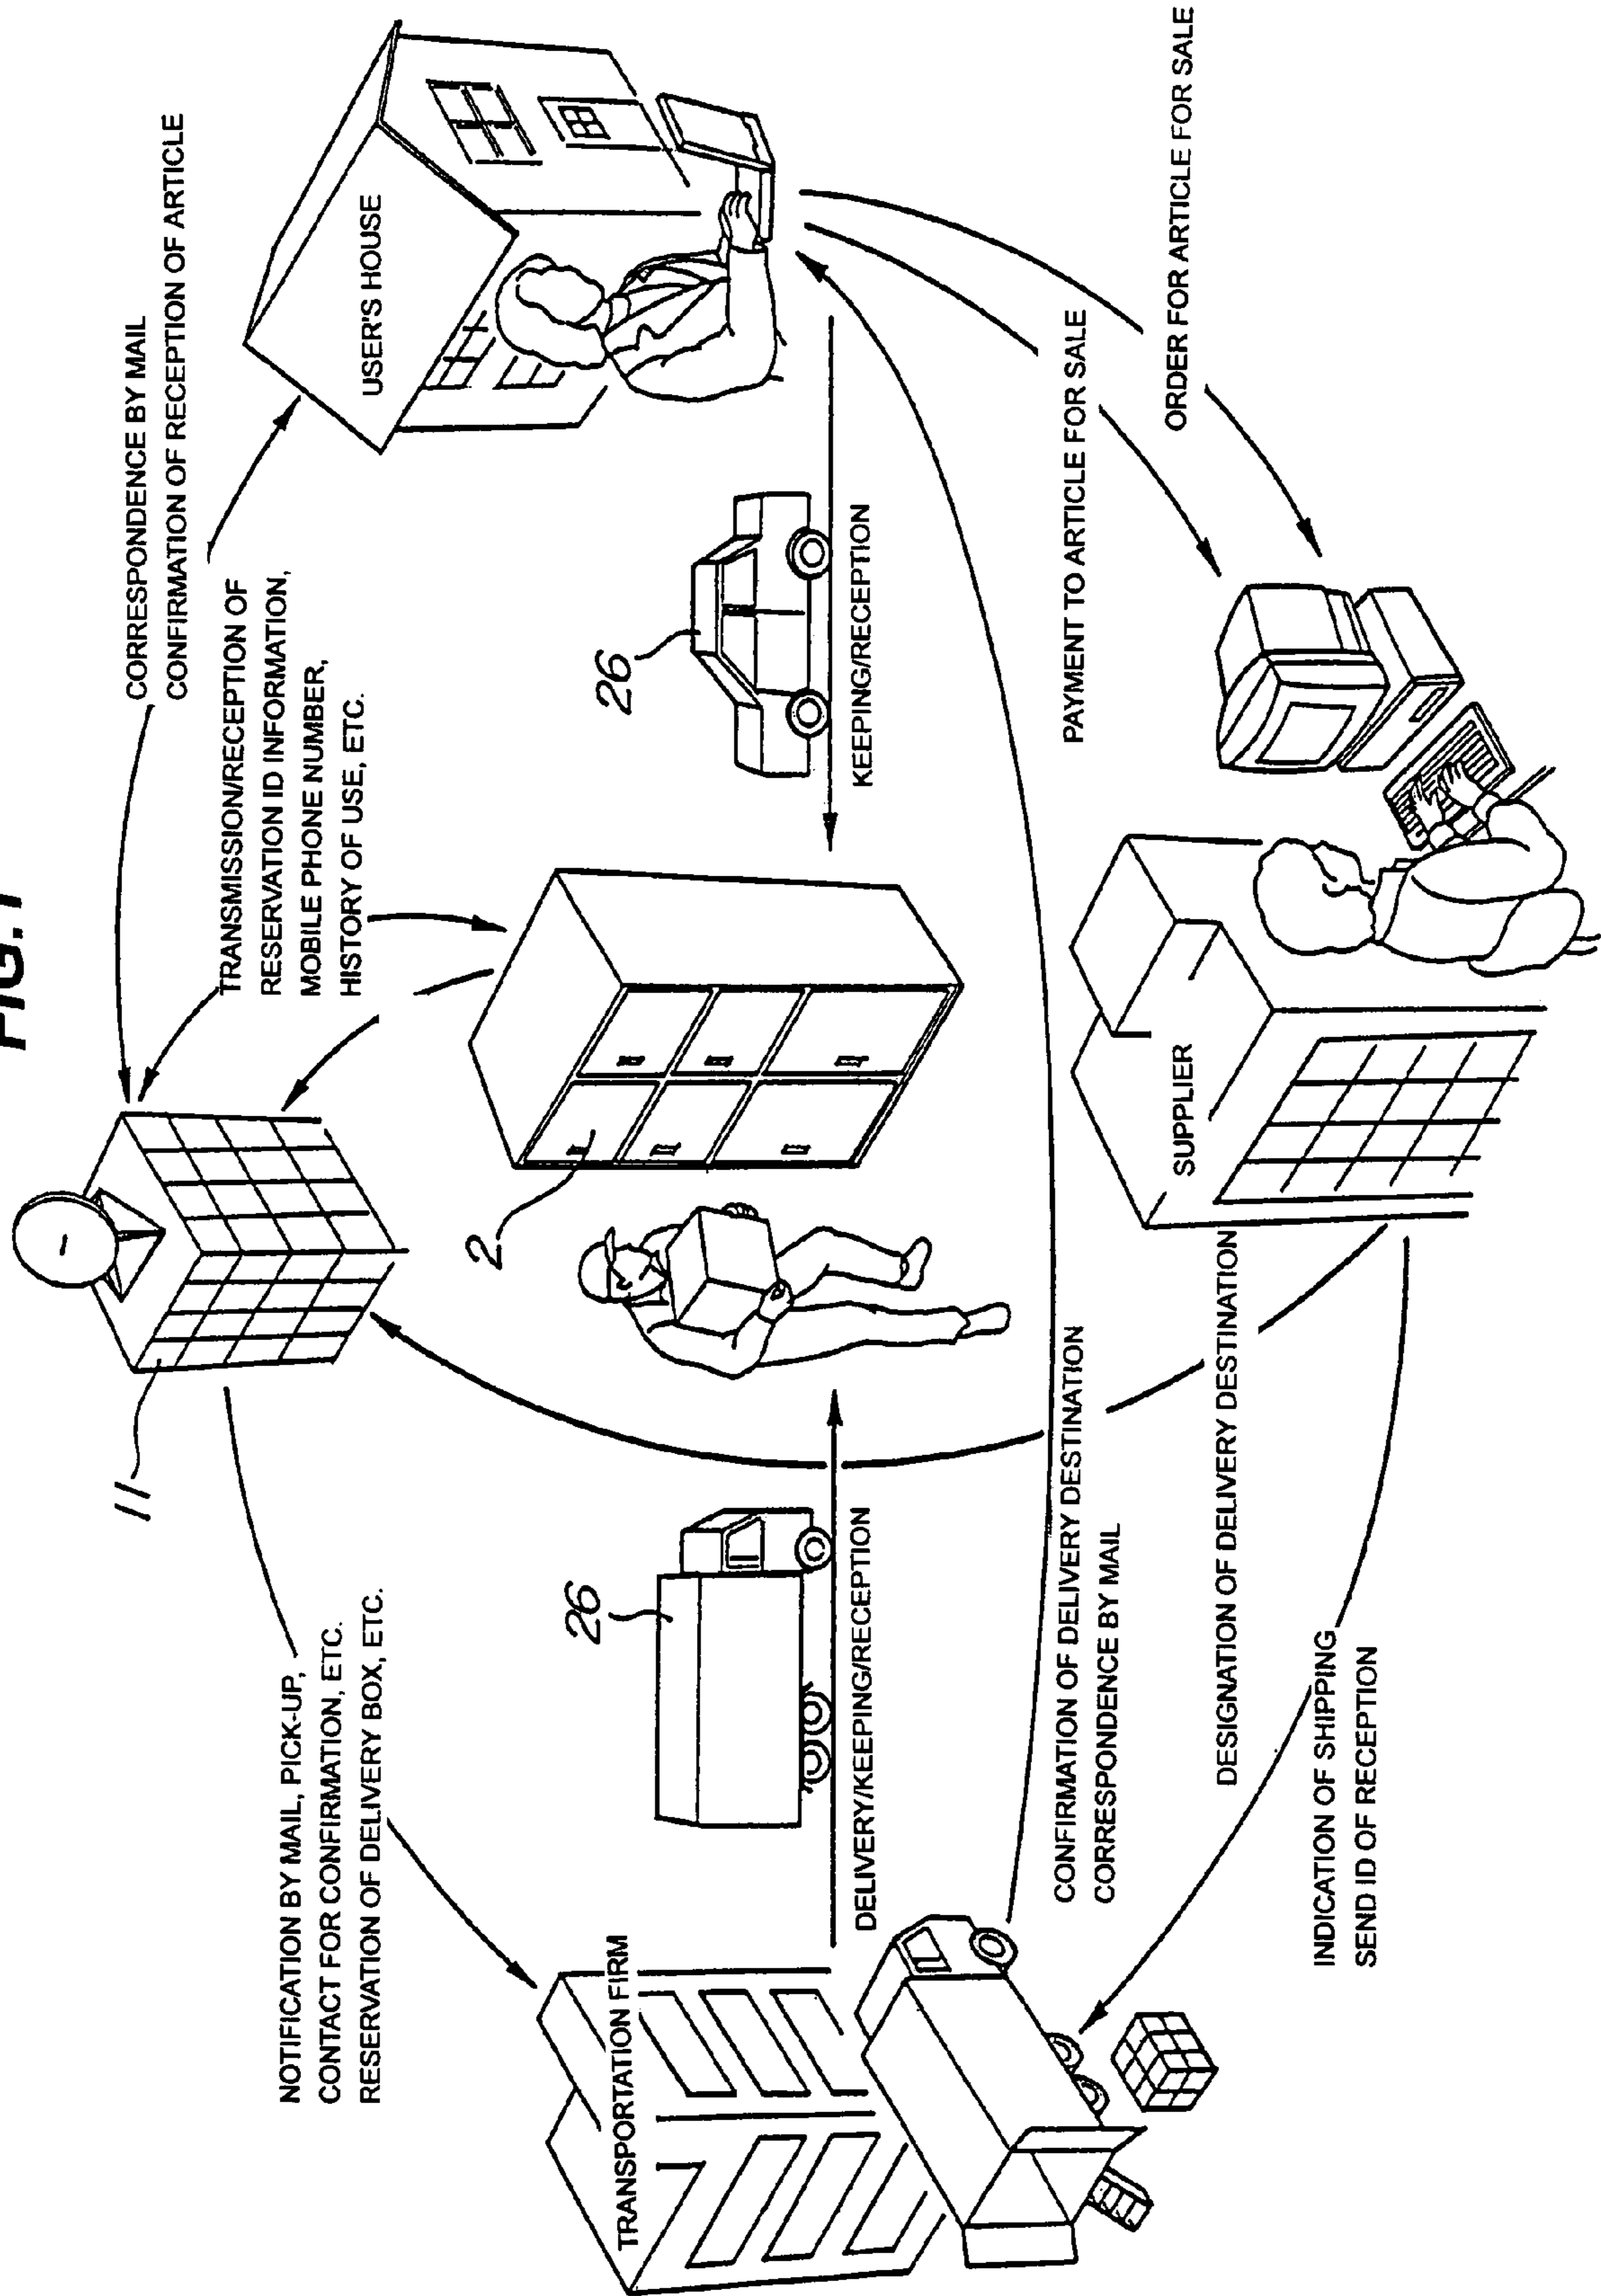 FIG. 1
CORRESPONDENCE BY MAIL
CONFIRMATION OF RECEPTION OF ARTICLE
TRANSMISSION/RECEPTION OF
RESERVATION ID INFORMATION,
MOBILE PHONE NUMBER,
HISTORY OF USE, ETC.
11
NOTIFICATION BY MAIL, PICK-UP,
CONTACT FOR CONFIRMATION, ETC.
RESERVATION OF DELIVERY BOX, ETC.
USER'S HOUSE
2
26
26
TRANSPORTATION FIRM
DELIVERY/KEEPING/RECEPTION
KEEPING/RECEPTION
CONFIRMATION OF DELIVERY DESTINATION
CORRESPONDENCE BY MAIL
PAYMENT TO ARTICLE FOR SALE
ORDER FOR ARTICLE FOR SALE
SUPPLIER
DESIGNATION OF DELIVERY DESTINATION
INDICATION OF SHIPPING
SEND ID OF RECEPTION